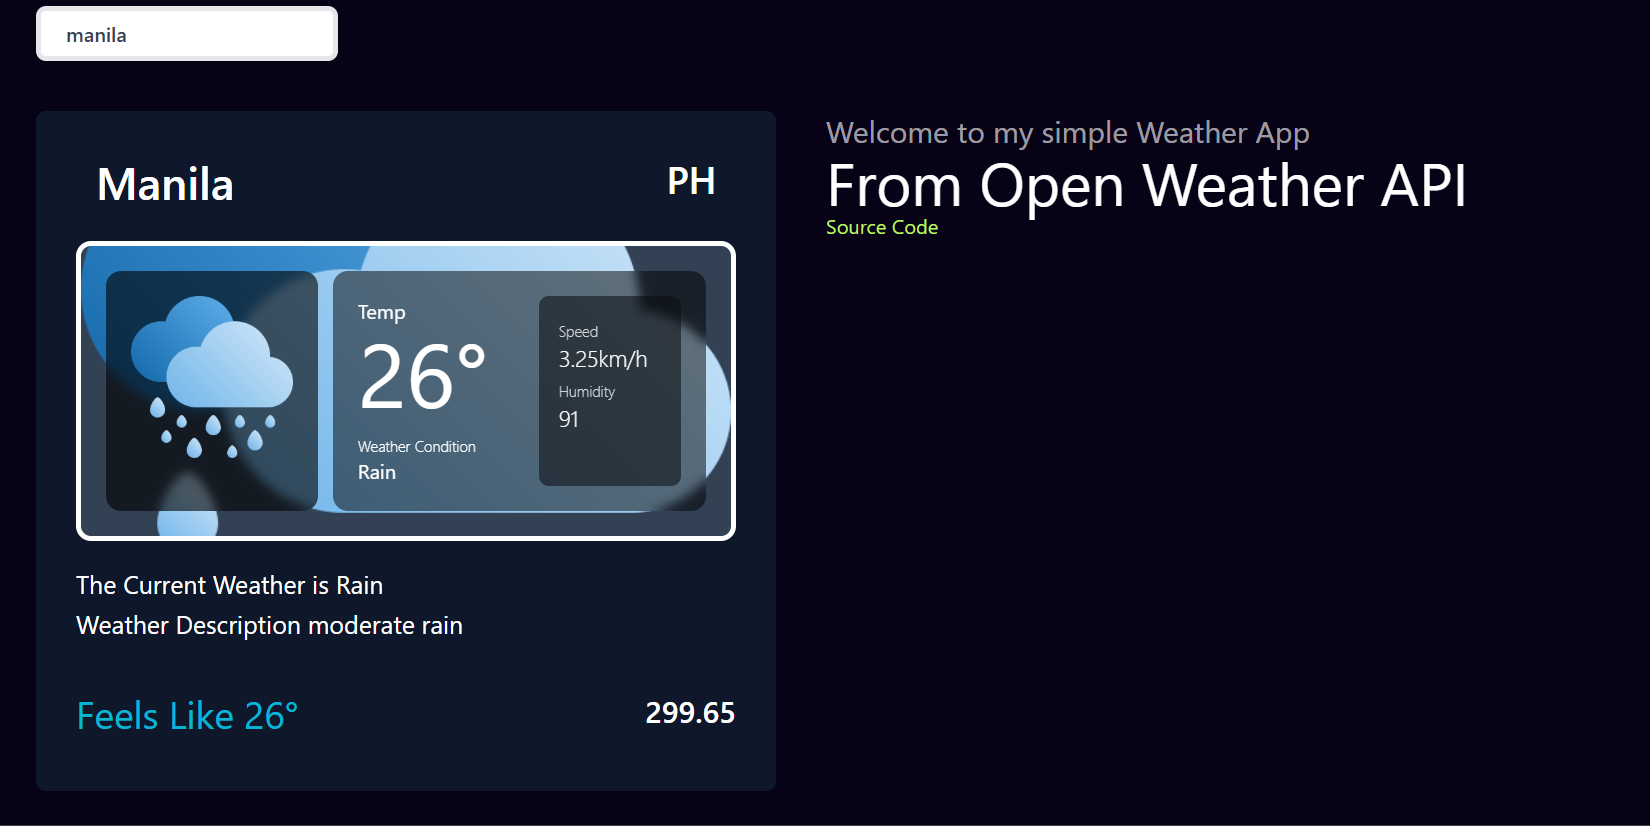 manila
Manila
PH
Temp
26°
Weather Condition
Rain
Speed
3.25km/h
Humidity
91
The Current Weather is Rain
Weather Description moderate rain
Feels Like 26°
299.65
Welcome to my simple Weather App
From Open Weather API
Source Code